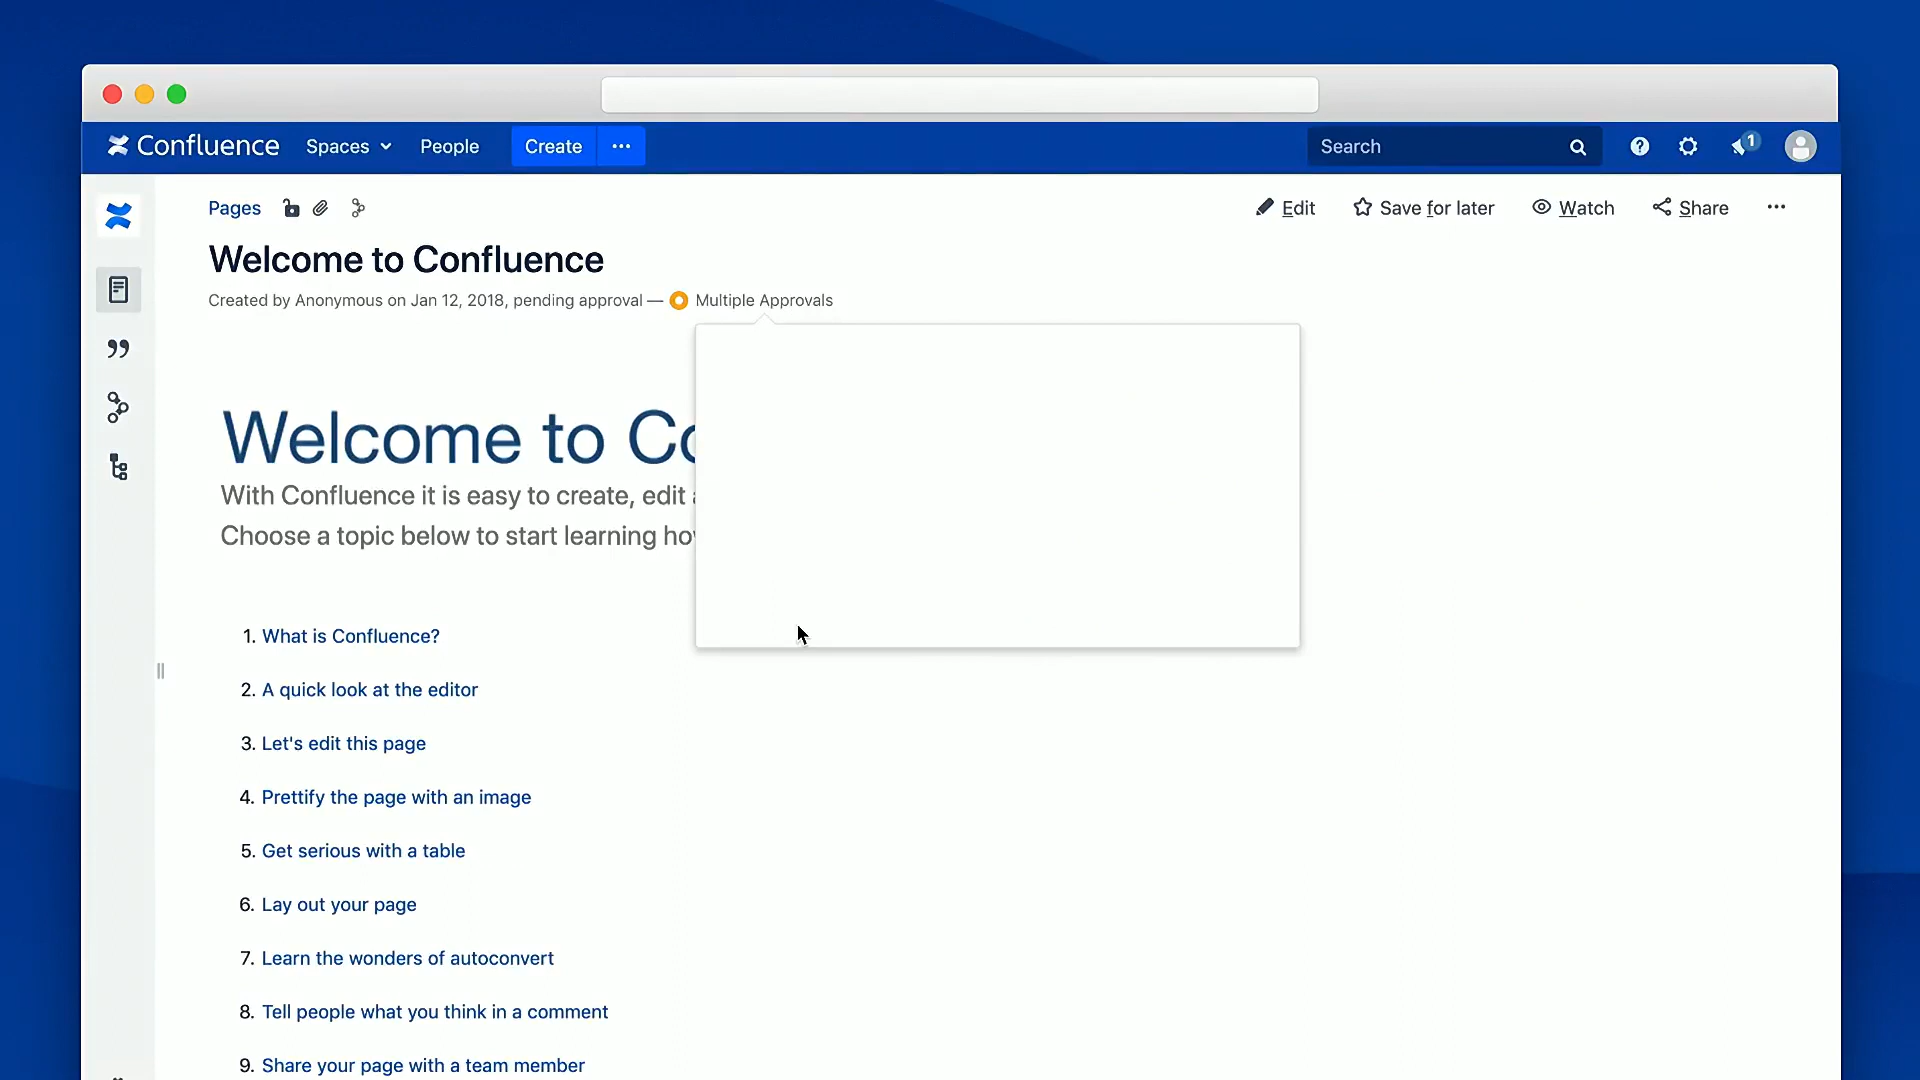 Confluence Spaces People Create Search 1
Pages Edit Save for later Watch Share
Welcome to Confluence
Created by Anonymous on Jan 12, 2018, pending approval — Multiple Approvals
Welcome to Co
With Confluence it is easy to create, edit
Choose a topic below to start learning ho
1. What is Confluence?
2. A quick look at the editor
3. Let's edit this page
4. Prettify the page with an image
5. Get serious with a table
6. Lay out your page
7. Learn the wonders of autoconvert
8. Tell people what you think in a comment
9. Share your page with a team member